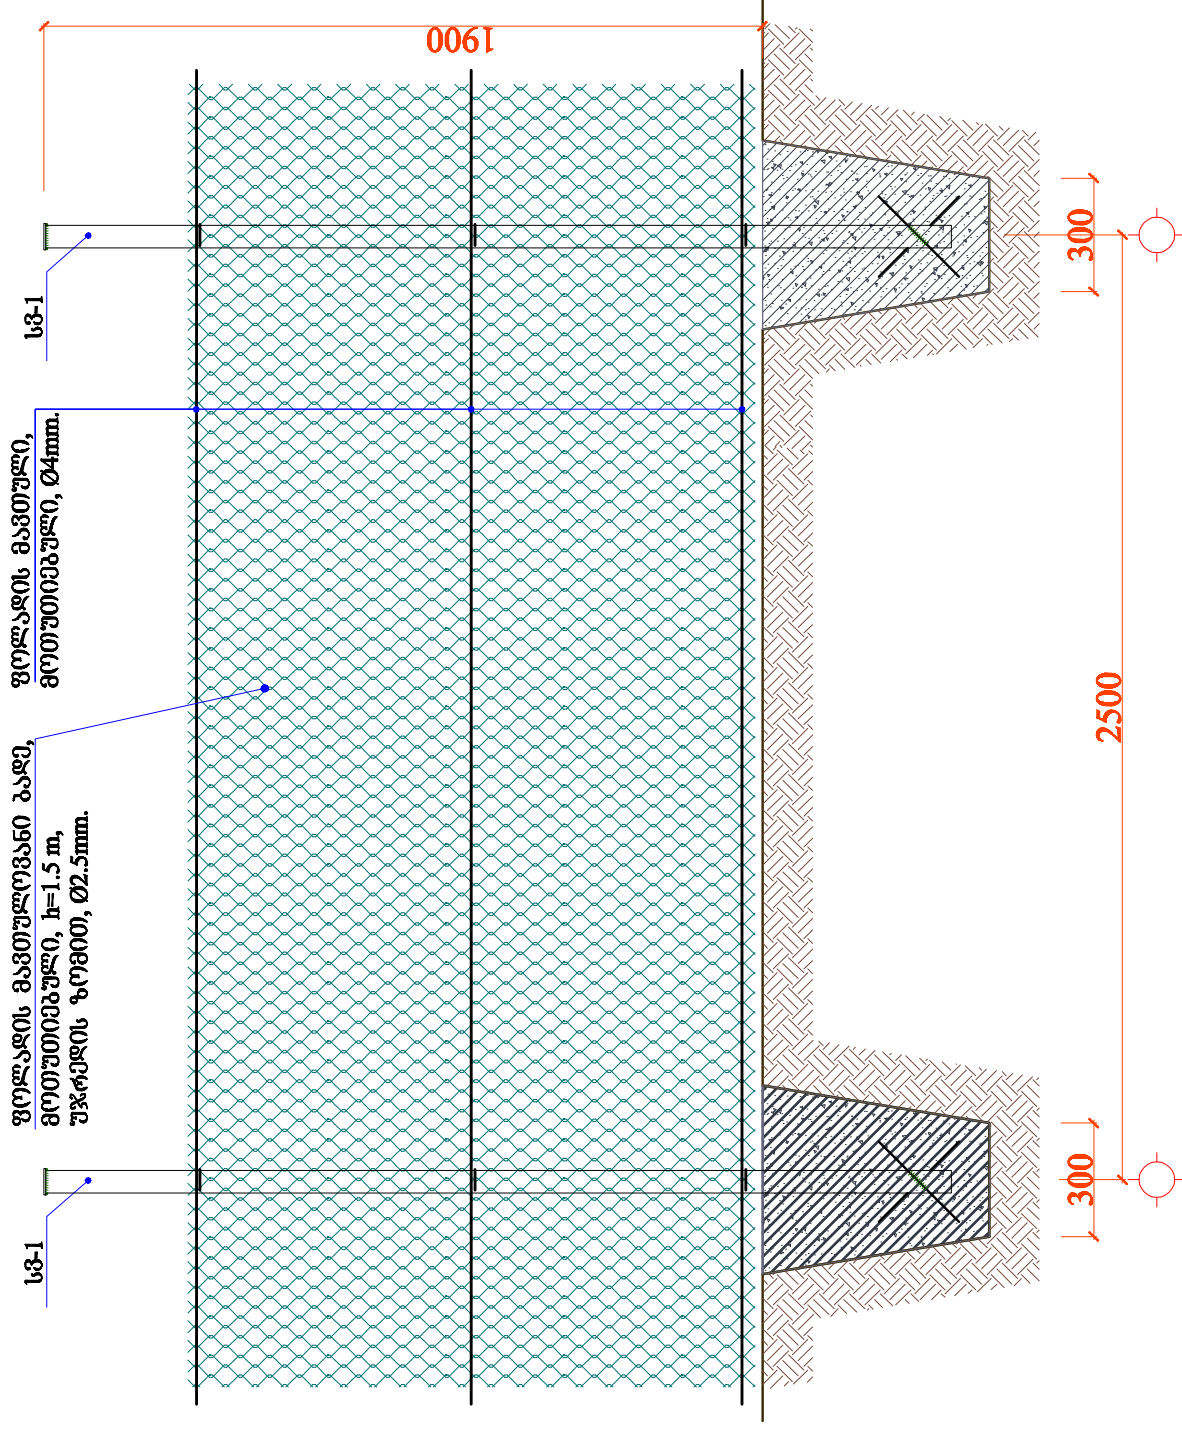 სვ-1
ფოლადის მავთულოვანი ბადე,
მოთუთიებული, h=1.5 m,
უჯრედის ზომით, Ø2.5mm.
ფოლადის მავთული,
მოთუთიებული, Ø4mm.
სვ-1
1900
300
2500
300